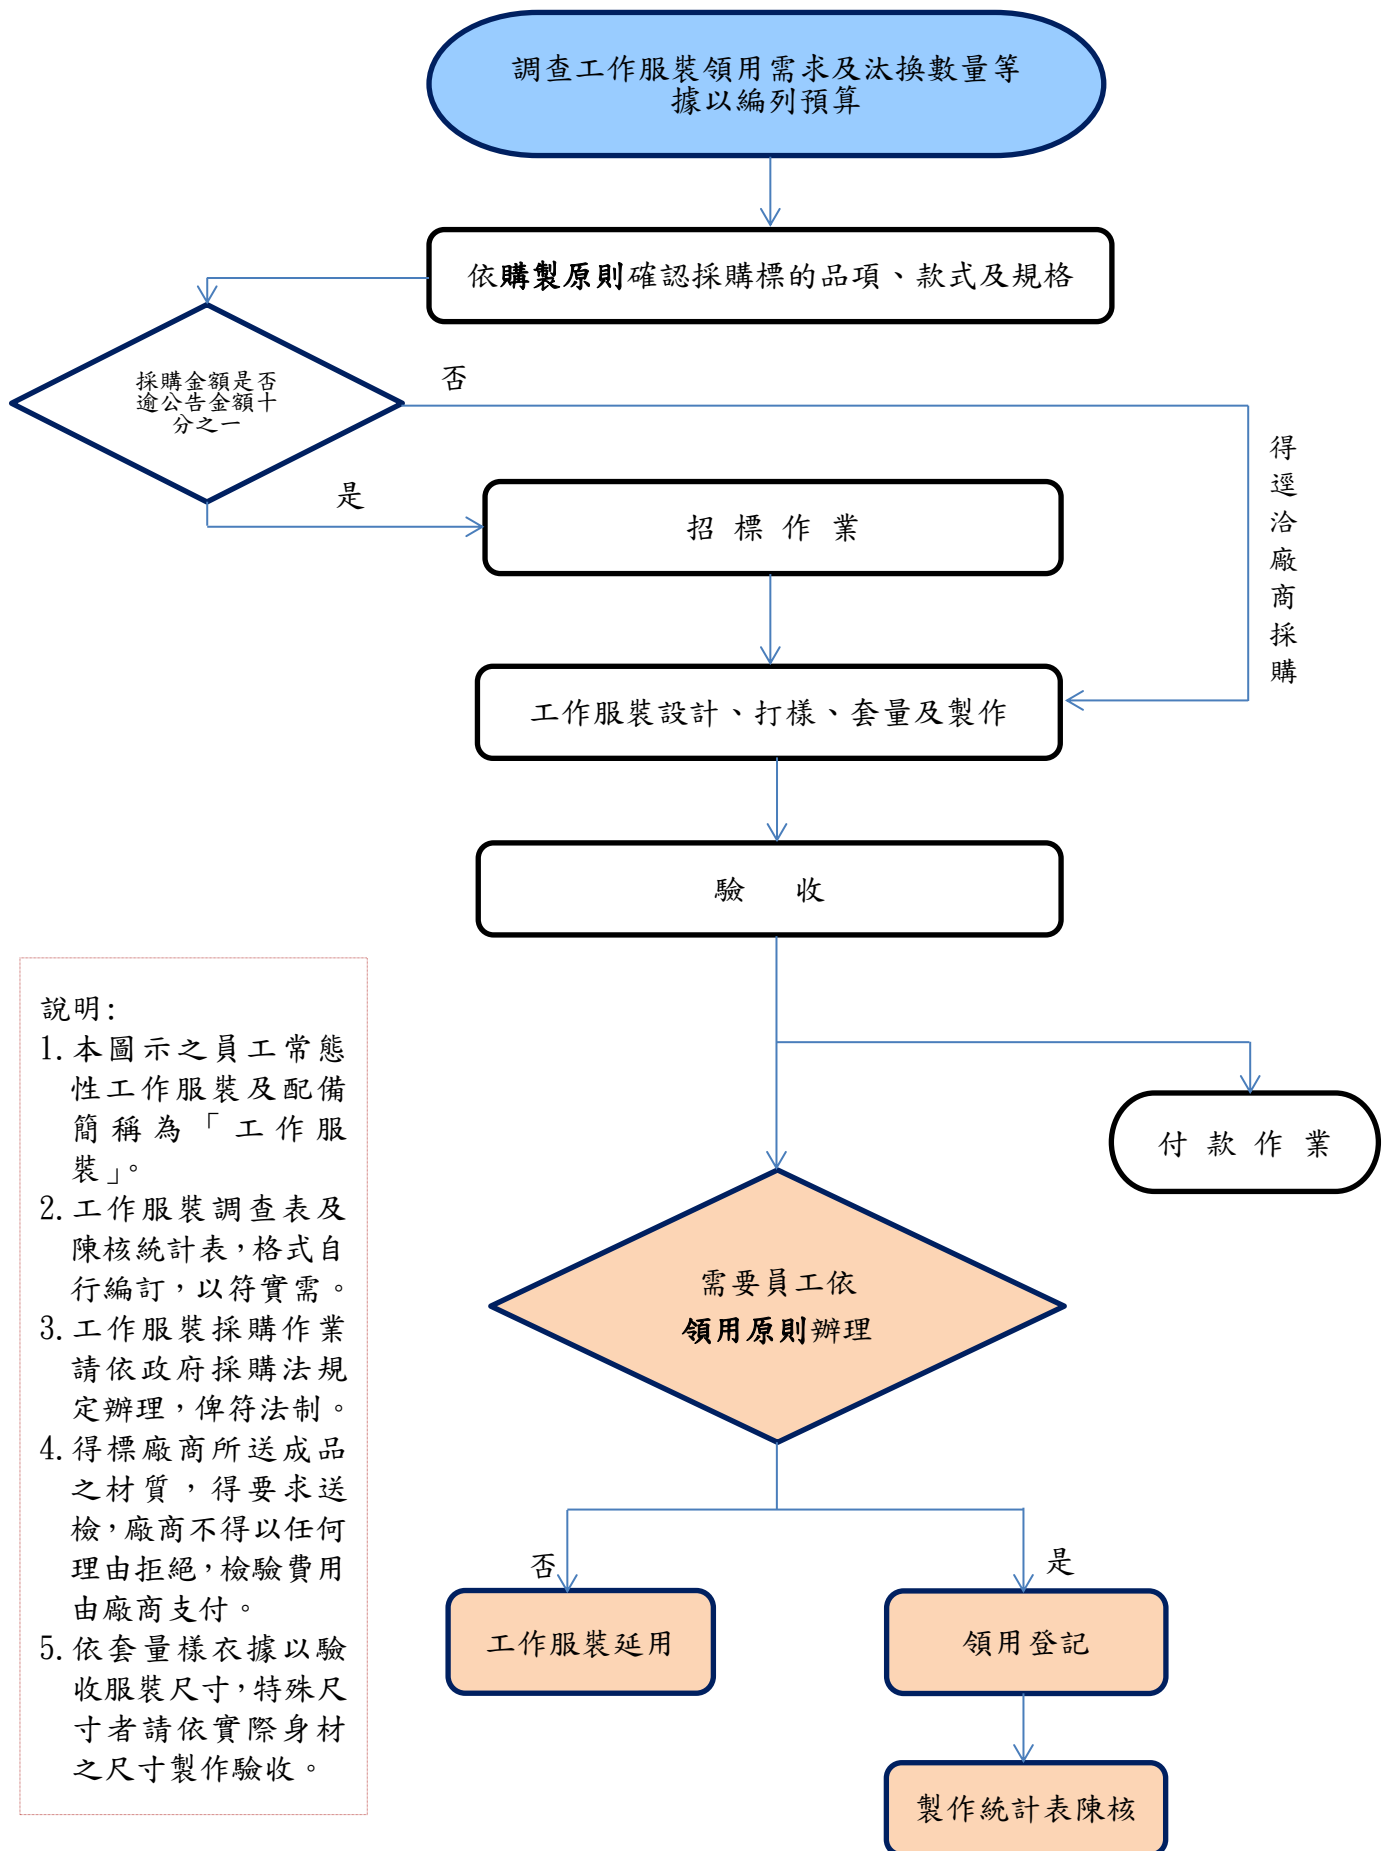 調查工作服裝領用需求及汰換數量等
據以編列預算
依購製原則確認採購標的品項、款式及規格
採購金額是否
逾公告金額十
分之一
否
是
得
逕
洽
廠
商
採
購
招標作業
工作服裝設計、打樣、套量及製作
驗 收
付款作業
需要員工依
領用原則辦理
否
是
工作服裝延用
領用登記
製作統計表陳核
說明:
1.本圖示之員工常態
性工作服裝及配備
簡稱為「工作服
裝」。
2.工作服裝調查表及
陳核統計表，格式自
行編訂，以符實需。
3.工作服裝採購作業
請依政府採購法規
定辦理，俾符法制。
4.得標廠商所送成品
之材質，得要求送
檢，廠商不得以任何
理由拒絕，檢驗費用
由廠商支付。
5.依套量樣衣據以驗
收服裝尺寸，特殊尺
寸者請依實際身材
之尺寸製作驗收。